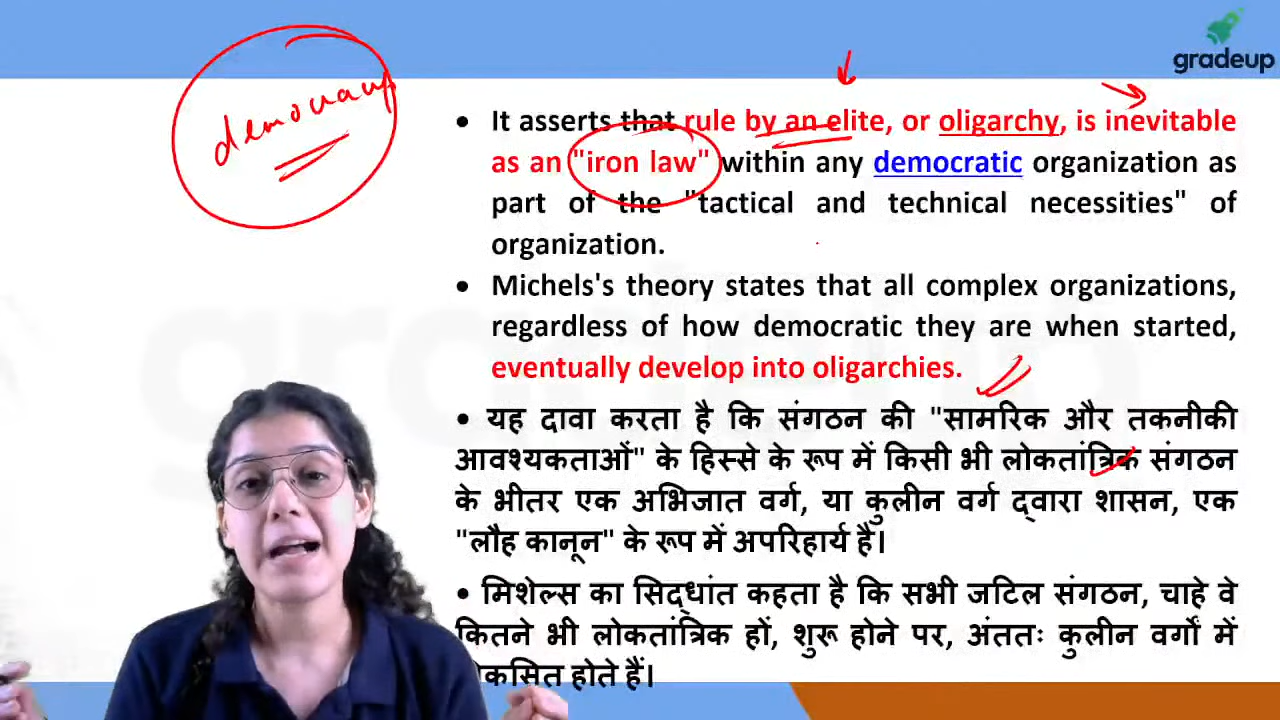 gradeup
democracy
• It asserts that rule by an elite, or oligarchy, is inevitable
as an "iron law" within any democratic organization as
part of the "tactical and technical necessities" of
organization.
• Michels's theory states that all complex organizations,
regardless of how democratic they are when started,
eventually develop into oligarchies.
• यह दावा करता है कि संगठन की "सामरिक और तकनीकी
आवश्यकताओं" के हिस्से के रूप में किसी भी लोकतांत्रिक संगठन
के भीतर एक अभिजात वर्ग, या कुलीन वर्ग द्वारा शासन, एक
"लौह कानून" के रूप में अपरिहार्य है।
• मिशेल्स का सिद्धांत कहता है कि सभी जटिल संगठन, चाहे वे
कितने भी लोकतांत्रिक हों, शुरू होने पर, अंततः कुलीन वर्गों में
होते हैं।